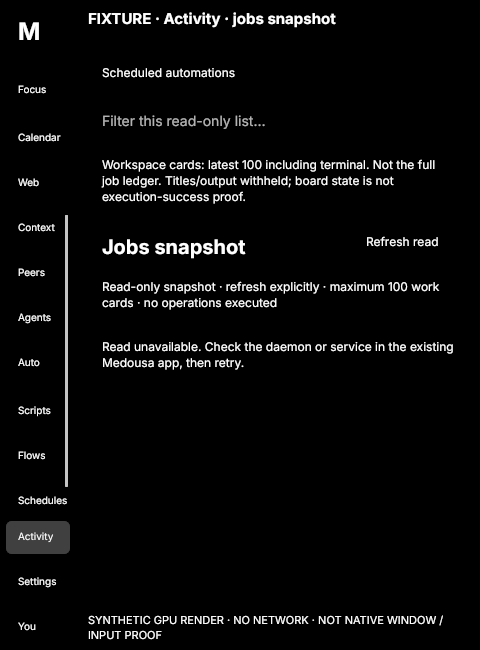 M
FIXTURE · Activity · jobs snapshot
Focus
Calendar
Web
Context
Peers
Agents
Auto
Scripts
Flows
Schedules
Activity
Settings
You
Scheduled automations
Filter this read-only list...
Workspace cards: latest 100 including terminal. Not the full
job ledger. Titles/output withheld; board state is not
execution-success proof.
Jobs snapshot
Refresh read
Read-only snapshot · refresh explicitly · maximum 100 work
cards · no operations executed
Read unavailable. Check the daemon or service in the existing
Medousa app, then retry.
SYNTHETIC GPU RENDER · NO NETWORK · NOT NATIVE WINDOW /
INPUT PROOF